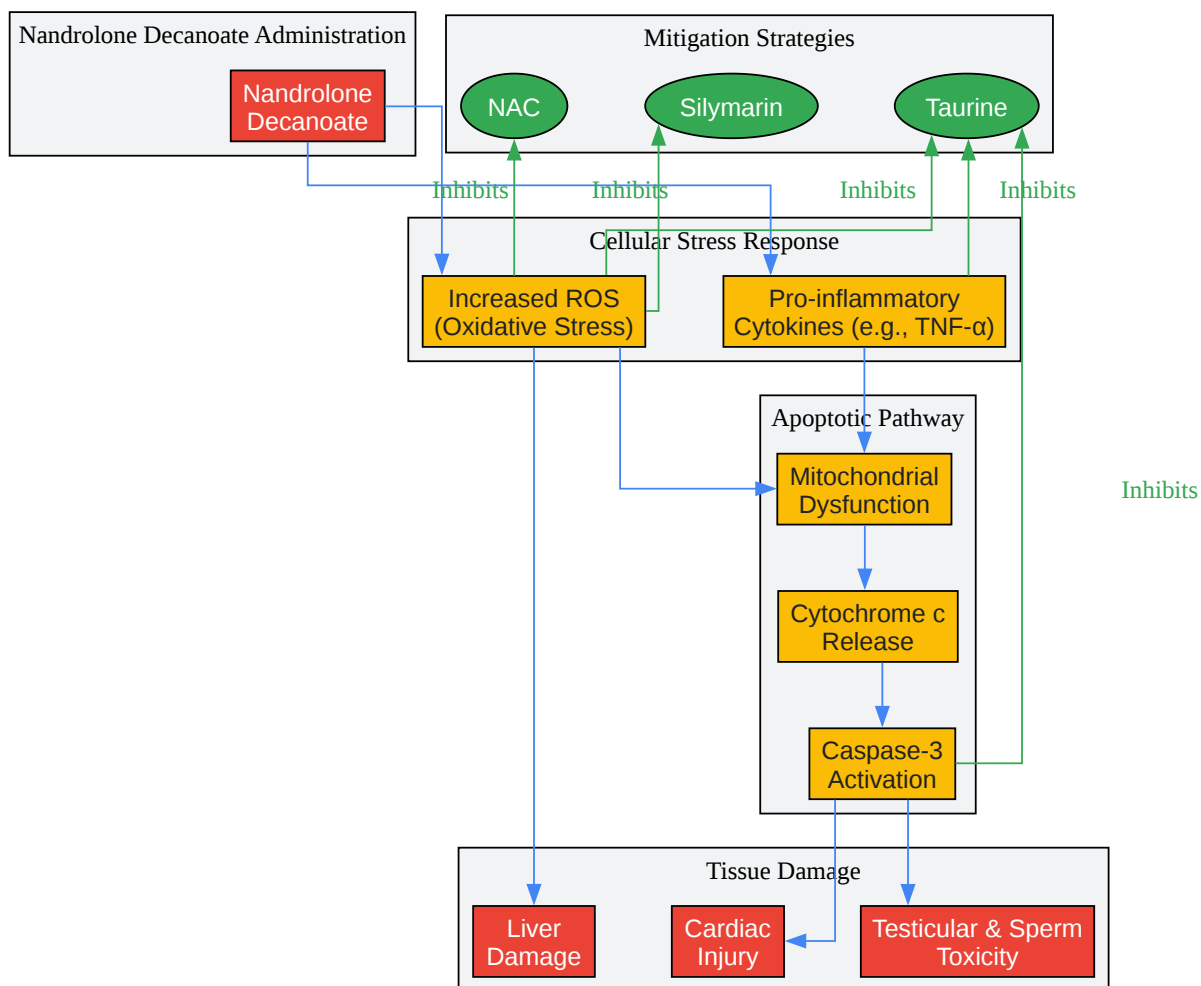 Nandrolone Decanoate Administration
Nandrolone
Decanoate
Mitigation Strategies
NAC
Silymarin
Taurine
Inhibits
Inhibits
Inhibits
Inhibits
Cellular Stress Response
Increased ROS
(Oxidative Stress)
Pro-inflammatory
Cytokines (e.g., TNF-α)
Apoptotic Pathway
Mitochondrial
Dysfunction
Inhibits
Cytochrome c
Release
Caspase-3
Activation
Tissue Damage
Liver
Damage
Cardiac
Injury
Testicular & Sperm
Toxicity